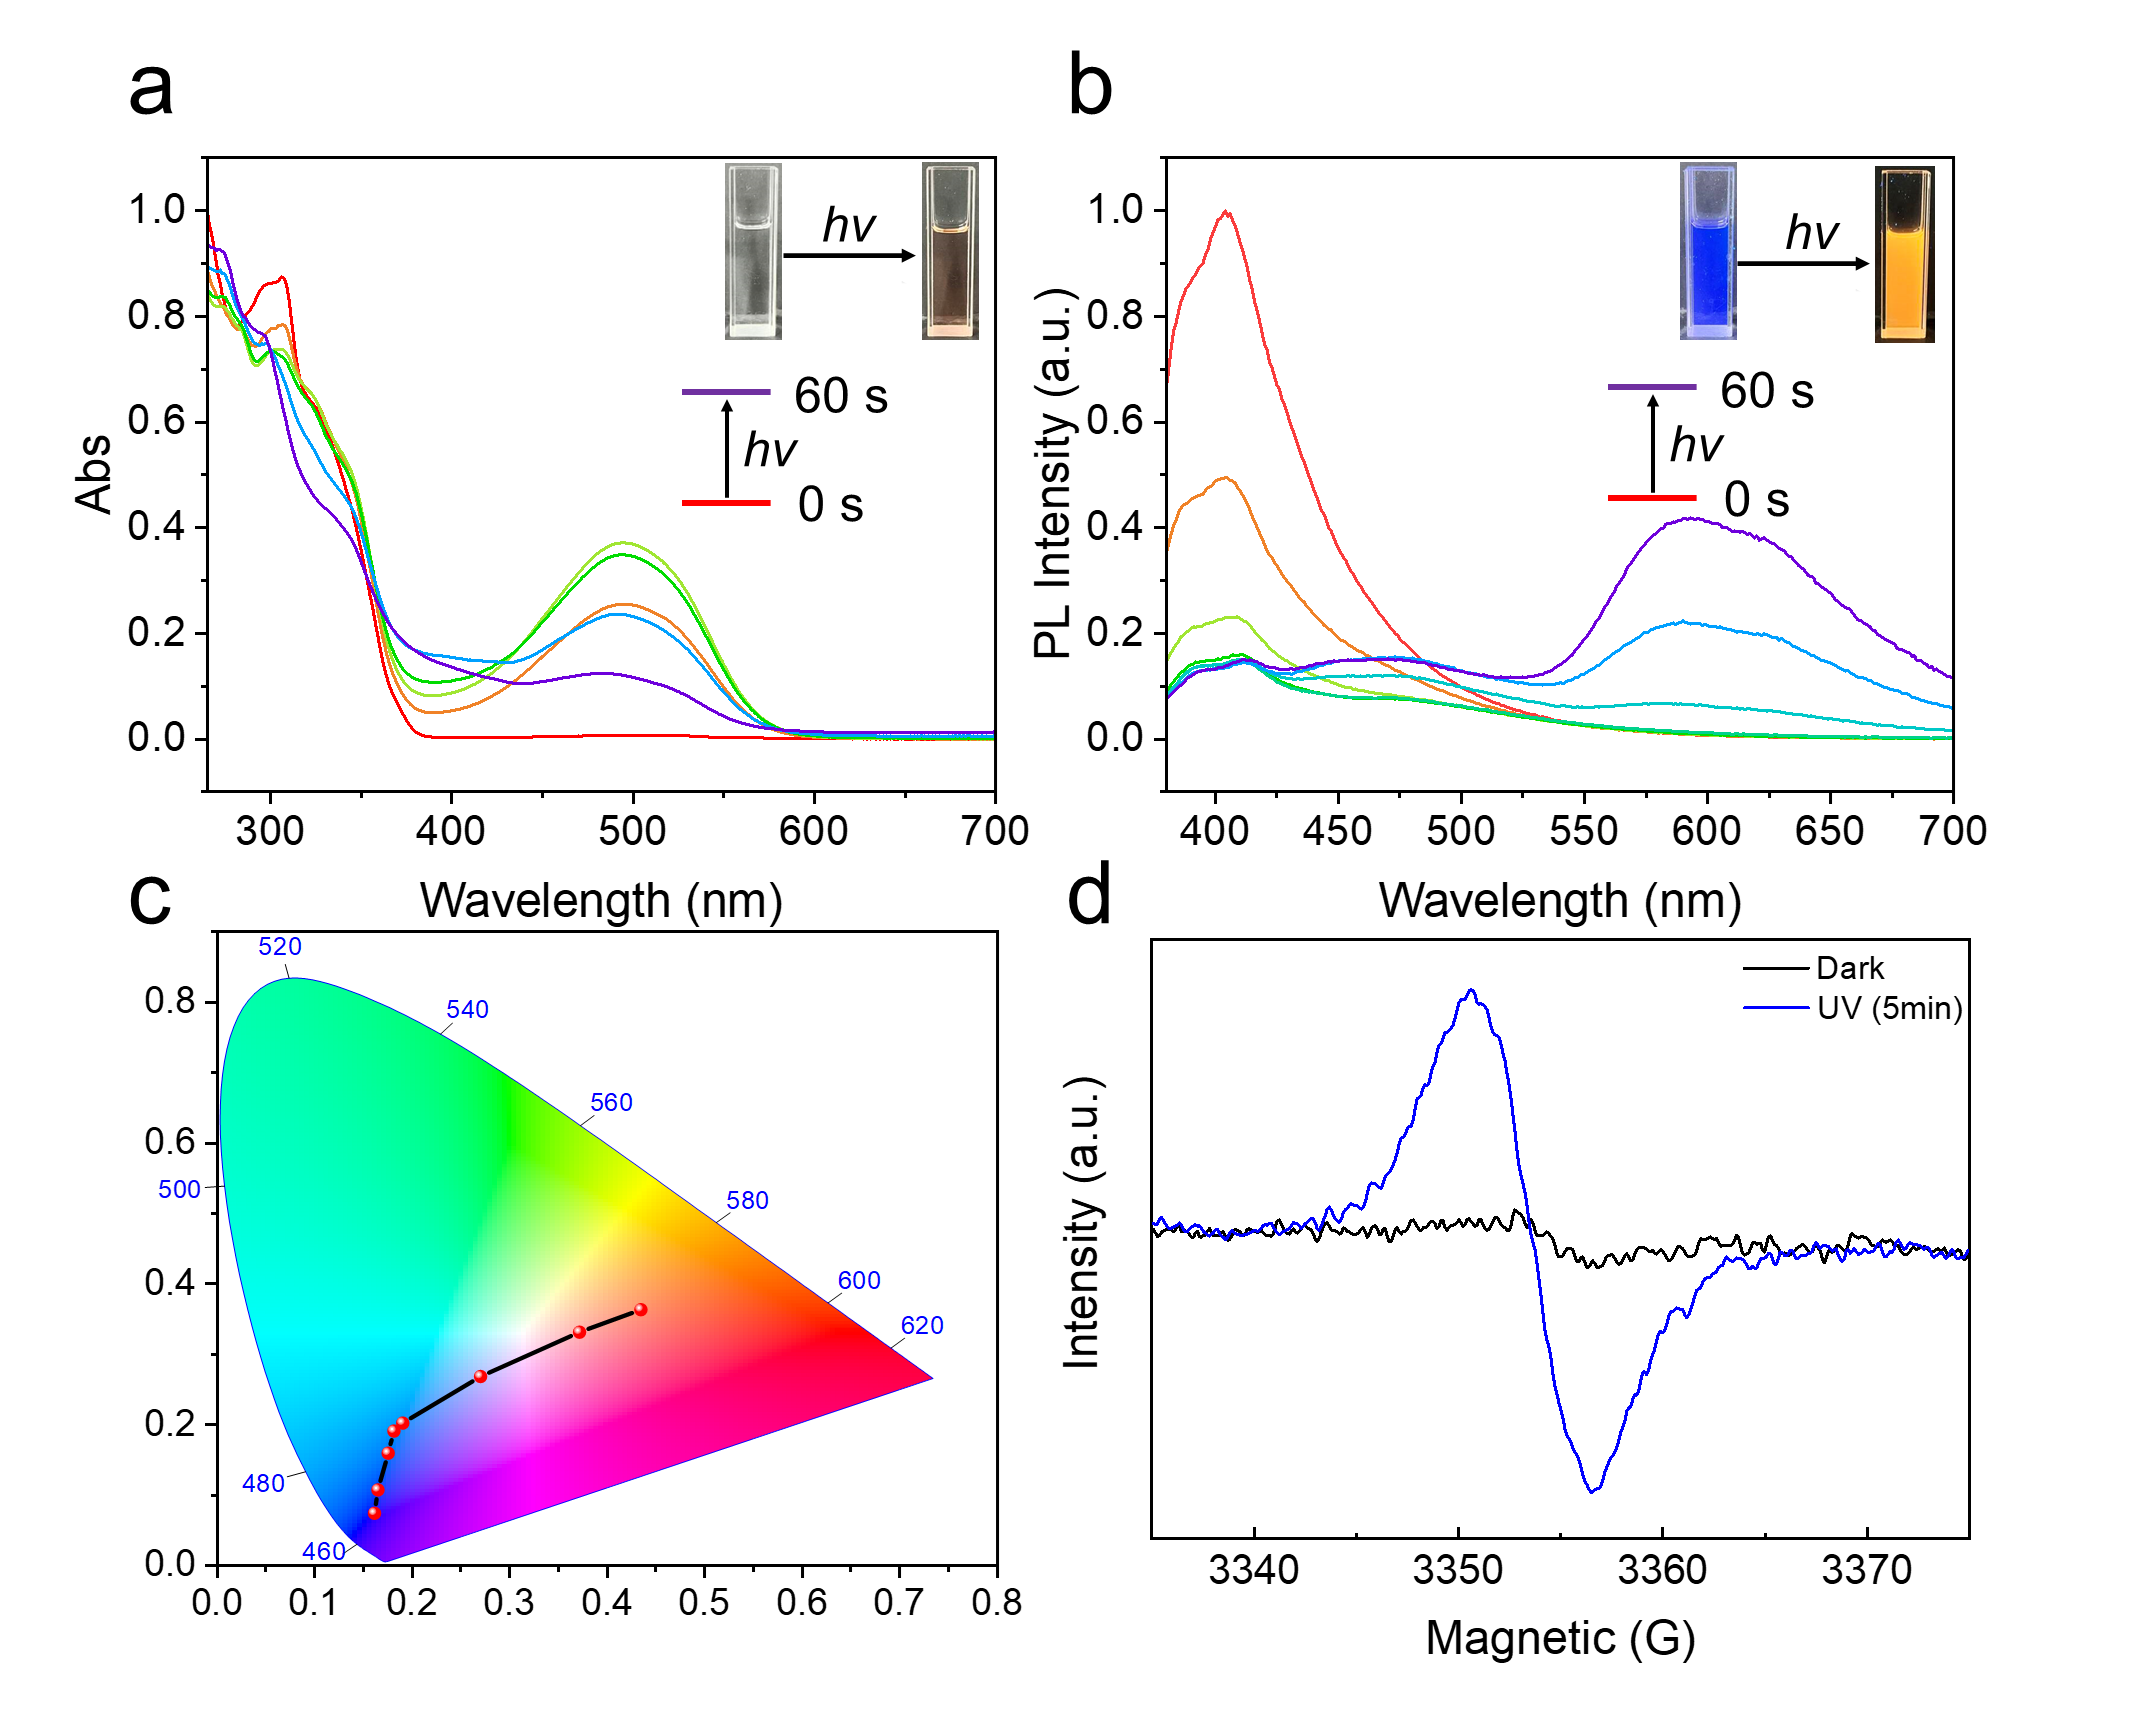 a
b
1.0
0.8
0.6
0.4
0.2
0.0
Abs
hv
60 s
hv
0 s
300
400
500
600
700
Wavelength (nm)
1.0
0.8
0.6
0.4
0.2
0.0
PL Intensity (a.u.)
hv
60 s
hv
0 s
400
450
500
550
600
650
700
Wavelength (nm)
c
d
520
540
560
580
600
620
500
480
460
0.8
0.6
0.4
0.2
0.0
0.0
0.1
0.2
0.3
0.4
0.5
0.6
0.7
0.8
Dark
UV (5min)
Intensity (a.u.)
3340
3350
3360
3370
Magnetic (G)